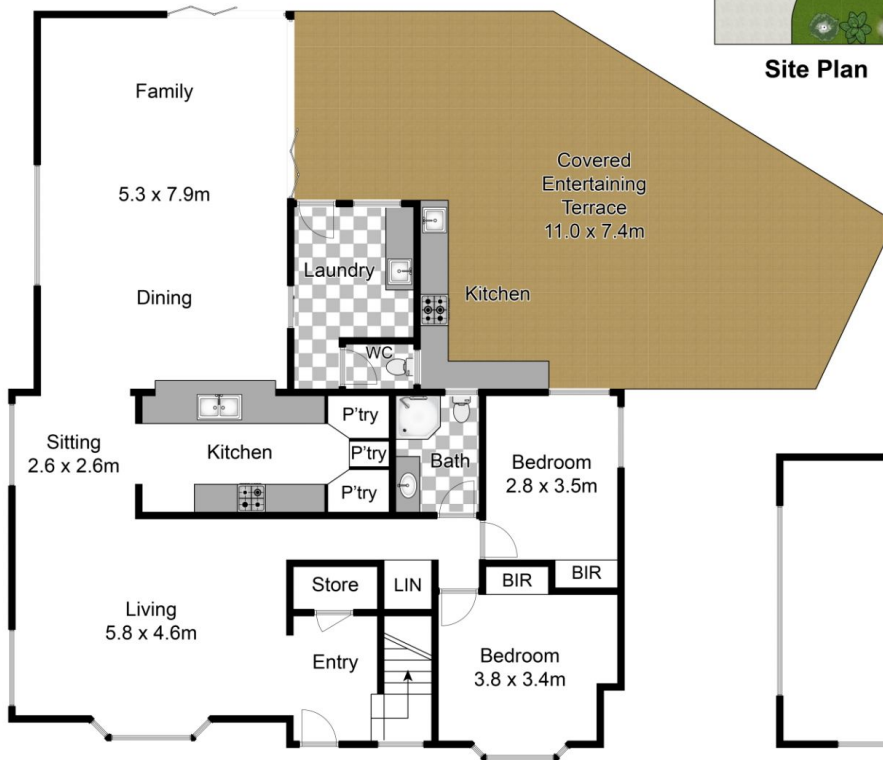 Site Plan
Family
5.3 x 7.9m
Dining
Covered
Entertaining
Terrace
11.0 x 7.4m
Laundry
Kitchen
WC
P'try
Sitting
2.6 x 2.6m
Kitchen
P'try
Bath
P'try
Bedroom
2.8 x 3.5m
BIR
BIR
Store
LIN
Living
5.8 x 4.6m
Entry
Bedroom
3.8 x 3.4m